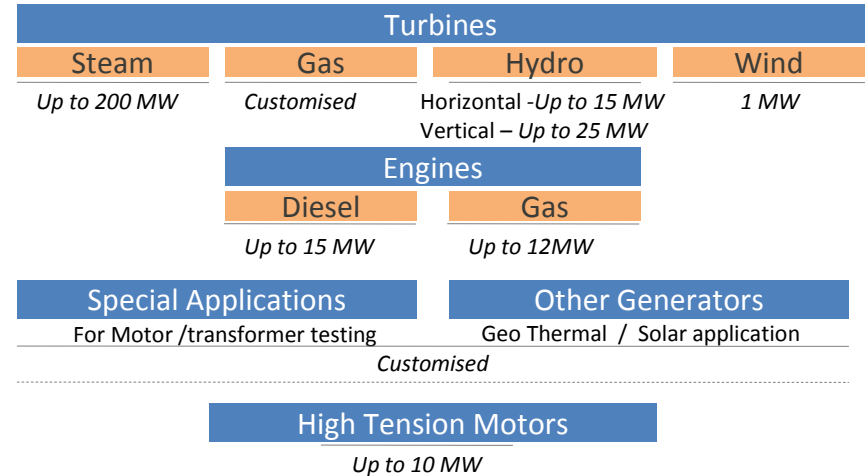 Turbines
Steam Gas Hydro Wind
Up to 200 MW Customised Horizontal -Up to 15 MW 1 MW
Vertical – Up to 25 MW
Engines
Diesel Gas
Up to 15 MW Up to 12MW
Special Applications Other Generators
For Motor /transformer testing Geo Thermal / Solar application
Customised
High Tension Motors
Up to 10 MW